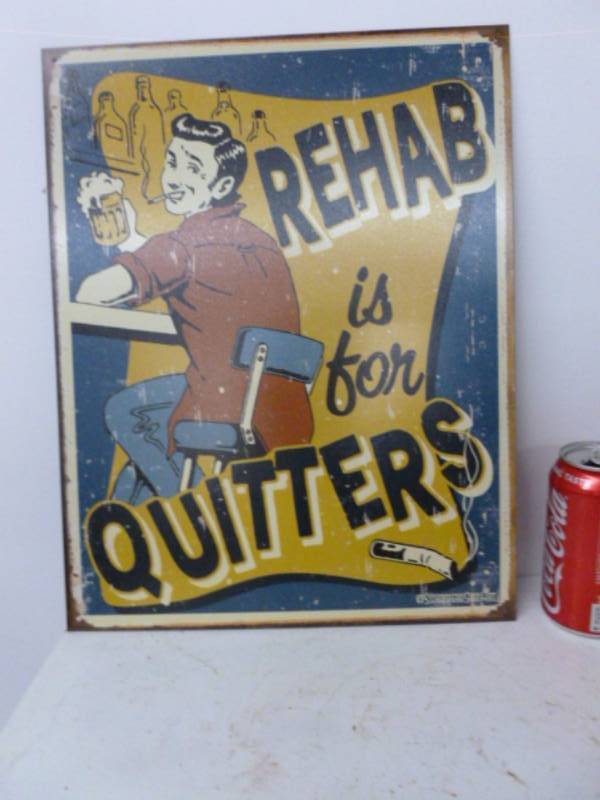 REHAB
is
for
QUITTERS
Coca-Cola